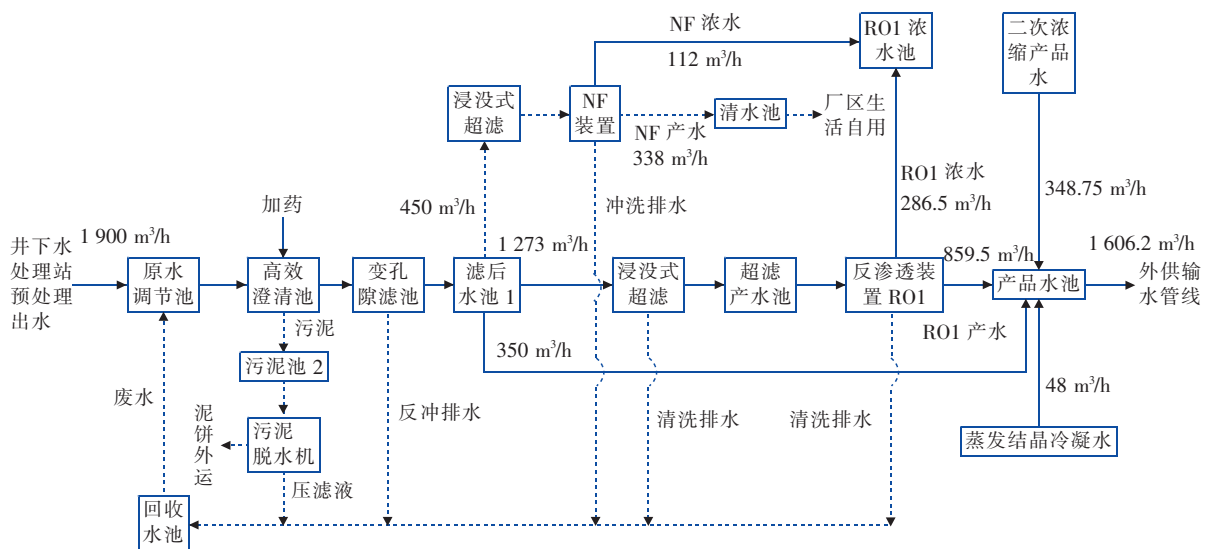 NF 浓水
112 m³/h
RO1 浓
水池
二次浓
缩产品
水
浸没式
超滤
NF
装置
NF 产水
338 m³/h
清水池
厂区生
活自用
RO1 浓水
286.5 m³/h
348.75 m³/h
加药
450 m³/h
冲洗排水
井下水
处理站
预处理
出水
1 900 m³/h
原水
调节池
高效
澄清池
变孔
隙滤池
滤后
水池 1
1 273 m³/h
浸没式
超滤
超滤
产水池
反渗透装
置 RO1
859.5 m³/h
产品水池
1 606.2 m³/h
外供输
水管线
污泥
350 m³/h
RO1 产水
污泥池 2
废水
泥
饼
外
运
污泥
脱水机
反冲排水
清洗排水
清洗排水
48 m³/h
蒸发结晶冷凝水
压滤液
回收
水池